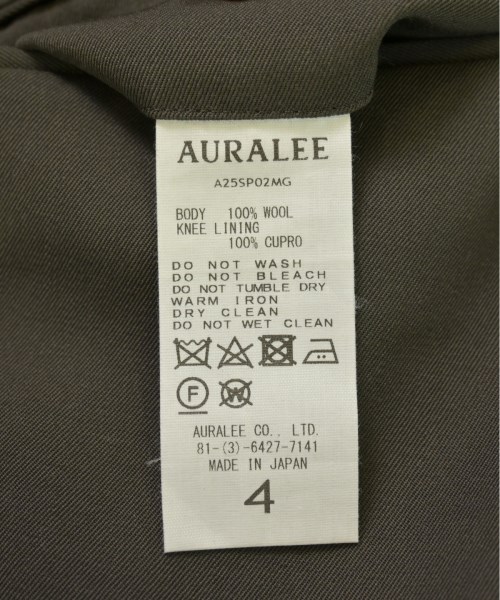 AURALEE
A25SP02MG
BODY 100% WOOL
KNEE LINING
100% CUPRO
DO NOT WASH
DO NOT BLEACH
DO NOT TUMBLE DRY
WARM IRON
DRY CLEAN
DO NOT WET CLEAN
F W
AURALEE CO., LTD.
81-(3)-6427-7141
MADE IN JAPAN
4